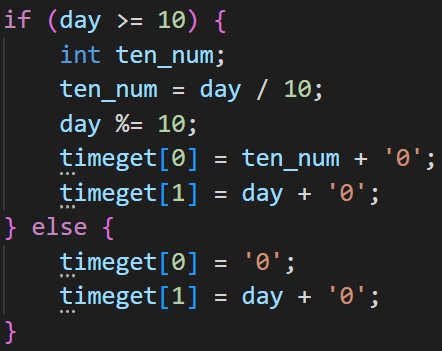 if (day >= 10) {
    int ten_num;
    ten_num = day / 10;
    day %= 10;
    timeget[0] = ten_num + '0';
    timeget[1] = day + '0';
} else {
    timeget[0] = '0';
    timeget[1] = day + '0';
}